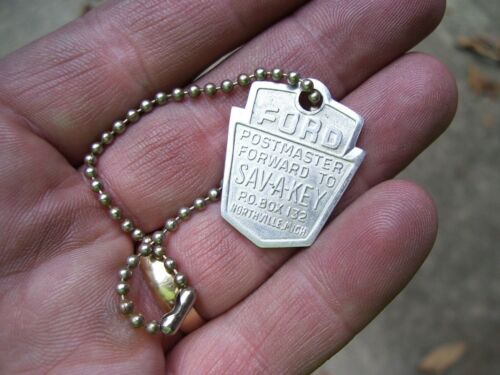 FORD
POSTMASTER
FORWARD TO
SAV-A-KEY
P.O. BOX 132
NORTHVILLE, MICH